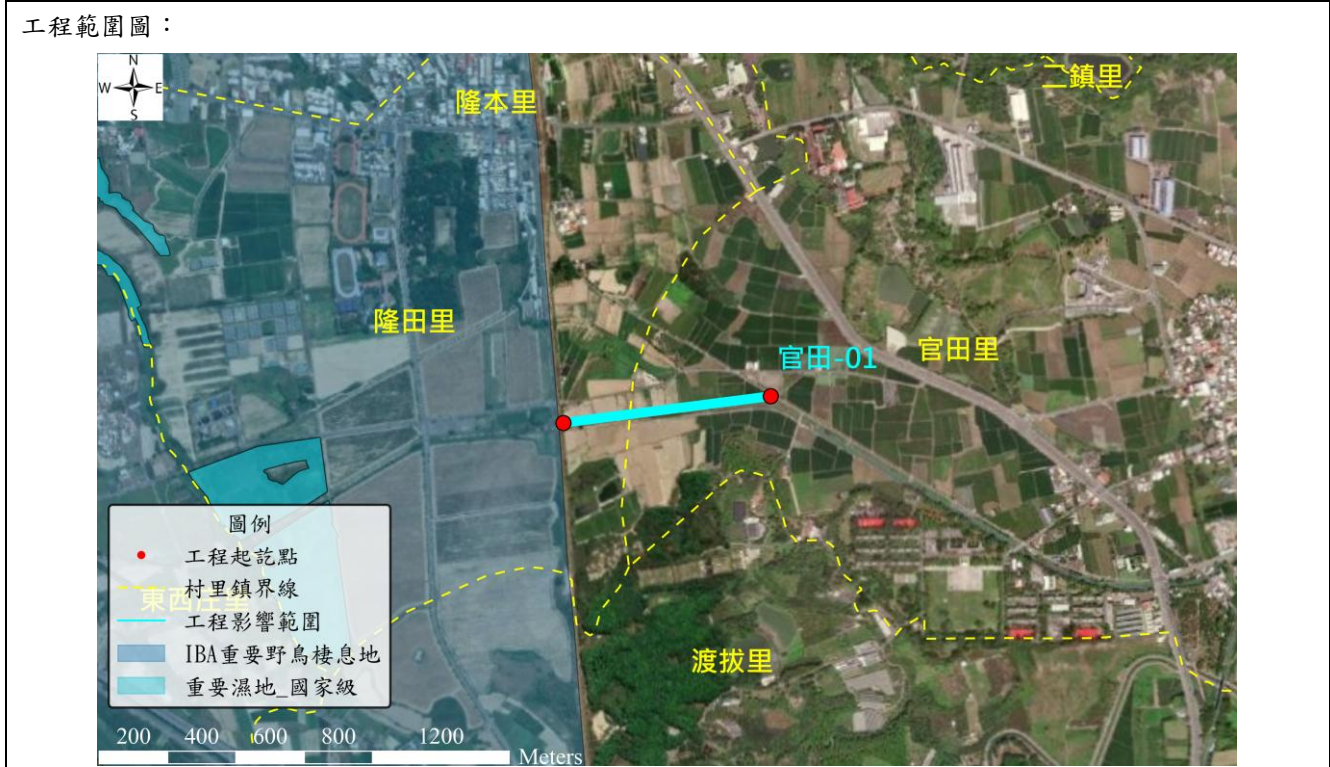 工程範圍圖：
N
W E
S
隆本里
二鎮里
隆田里
官田-01
官田里
圖例
工程起訖點
村里鎮界線
東西庄里
工程影響範圍
IBA重要野鳥棲息地
重要濕地_國家級
渡拔里
200 400 600 800 1200
Meters